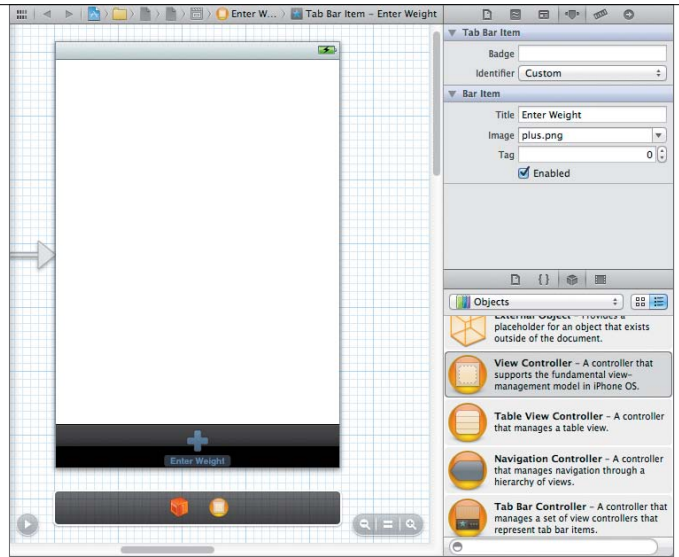 Enter W... Tab Bar Item – Enter Weight
Tab Bar Item
Badge
Identifier Custom
Bar Item
Title Enter Weight
Image plus.png
Tag 0
Enabled
{}
Objects
External Object – Provides a
placeholder for an object that exists
outside of the document.
View Controller – A controller that
supports the fundamental view-
management model in iPhone OS.
Table View Controller – A controller
that manages a table view.
Navigation Controller – A controller
that manages navigation through a
hierarchy of views.
Tab Bar Controller – A controller that
manages a set of view controllers that
represent tab bar items.
Enter Weight